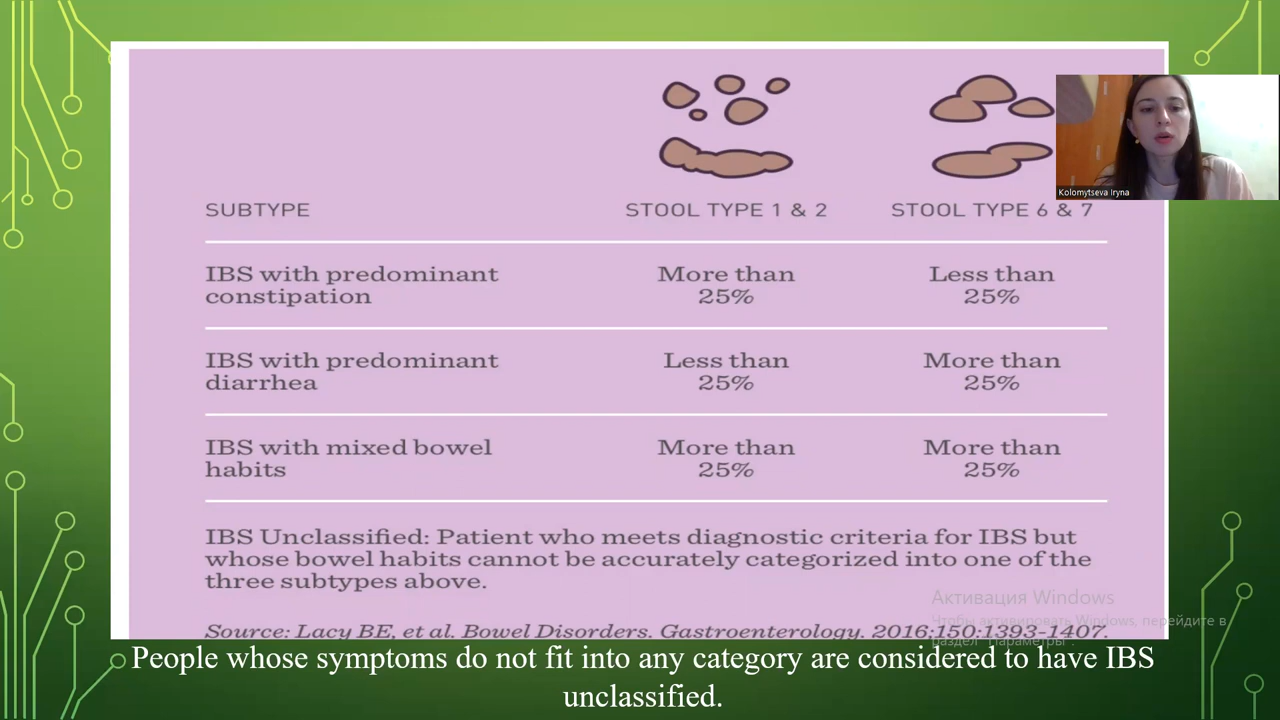 Kolomytseva Iryna
SUBTYPE STOOL TYPE 1 & 2 STOOL TYPE 6 & 7
IBS with predominant constipation More than 25% Less than 25%
IBS with predominant diarrhea Less than 25% More than 25%
IBS with mixed bowel habits More than 25% More than 25%
IBS Unclassified: Patient who meets diagnostic criteria for IBS but
whose bowel habits cannot be accurately categorized into one of the
three subtypes above.
Source: Lacy BE, et al. Bowel Disorders. Gastroenterology. 2016;150:1393-1407.
Активация Windows
Чтобы активировать Windows, перейдите в
раздел "Параметры".
People whose symptoms do not fit into any category are considered to have IBS
unclassified.